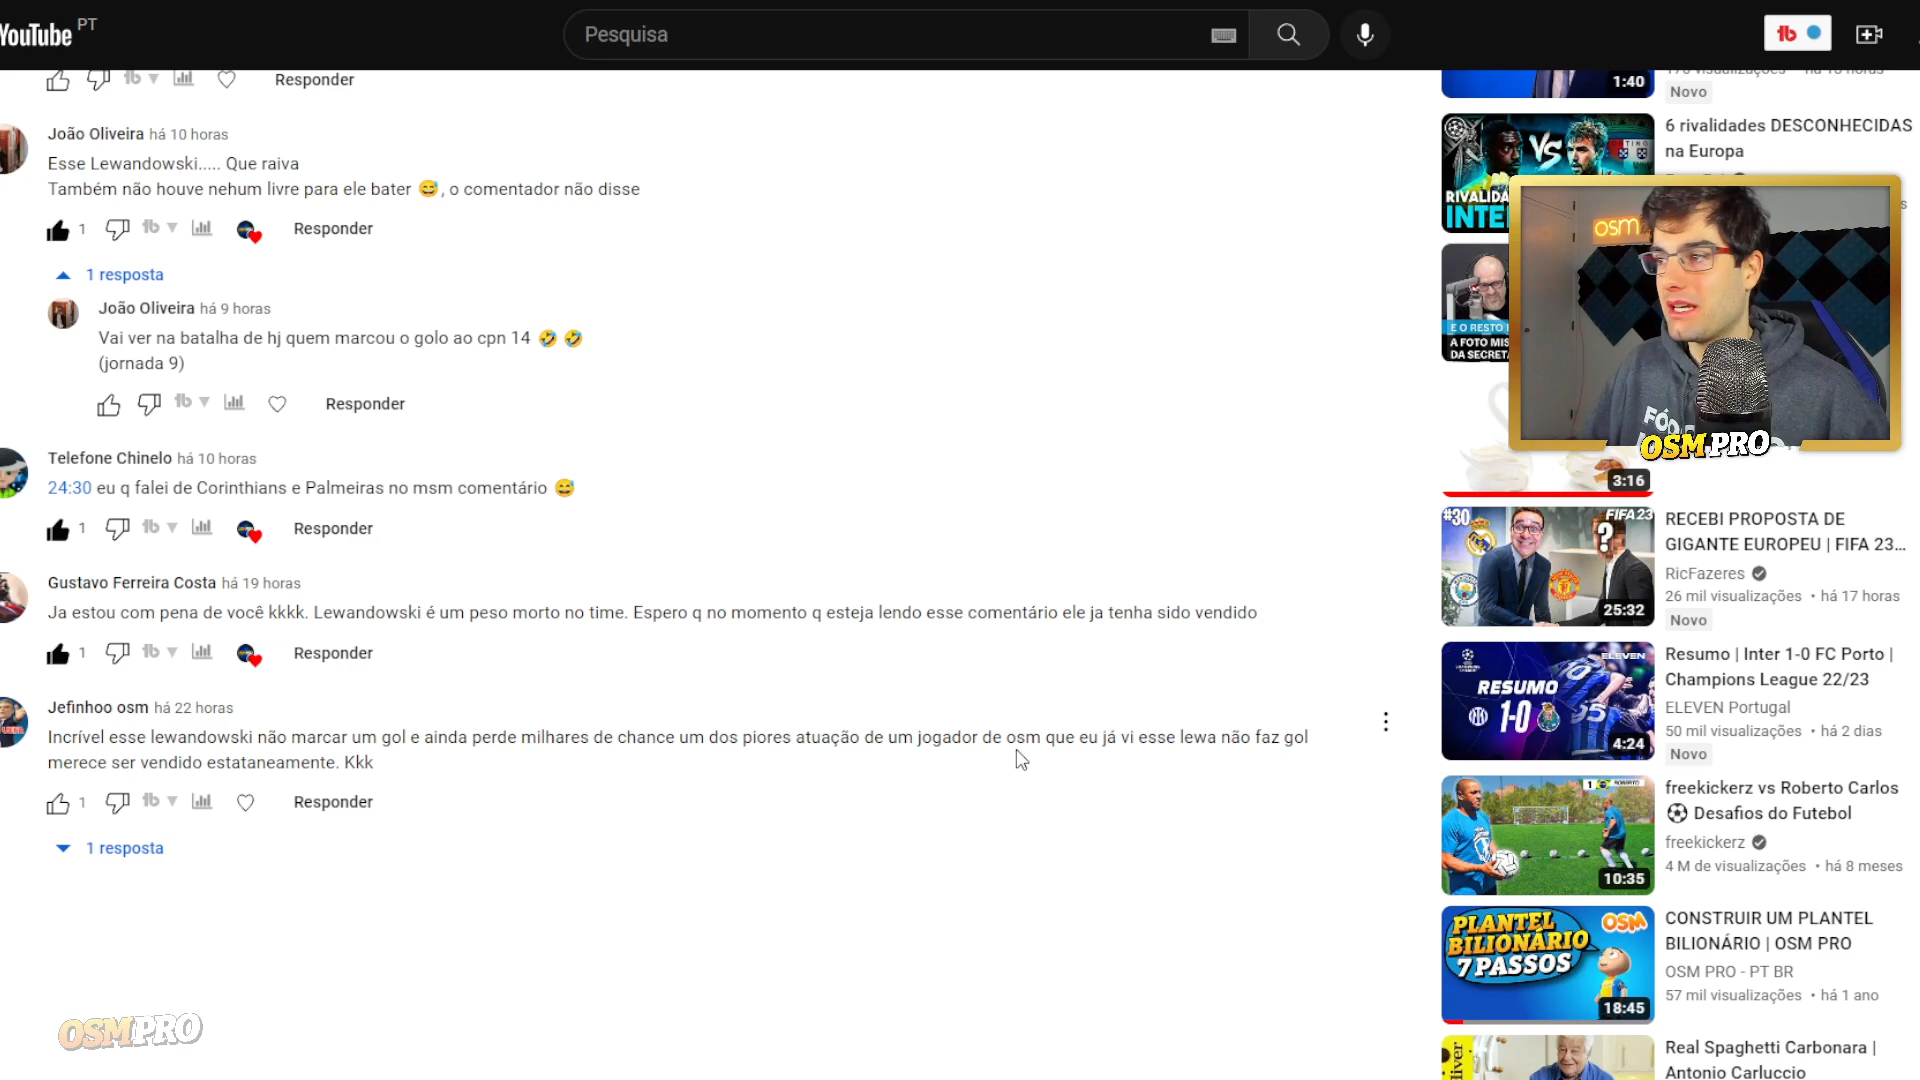 YouTube PT
Pesquisa
Responder
João Oliveira há 10 horas
Esse Lewandowski..... Que raiva
Também não houve nehum livre para ele bater 😅, o comentador não disse
1
Responder
1 resposta
João Oliveira há 9 horas
Vai ver na batalha de hj quem marcou o golo ao cpn 14 🤣 🤣
(jornada 9)
Responder
Telefone Chinelo há 10 horas
24:30 eu q falei de Corinthians e Palmeiras no msm comentário 😅
1
Responder
Gustavo Ferreira Costa há 19 horas
Ja estou com pena de você kkkk. Lewandowski é um peso morto no time. Espero q no momento q esteja lendo esse comentário ele ja tenha sido vendido
1
Responder
Jefinhoo osm há 22 horas
Incrível esse lewandowski não marcar um gol e ainda perde milhares de chance um dos piores atuação de um jogador de osm que eu já vi esse lewa não faz gol
merece ser vendido estataneamente. Kkk
1
Responder
1 resposta
OSMPRO
1:40
Novo
6 rivalidades DESCONHECIDAS
na Europa
VS
RIVALIDA
INTE
E O RESTO
A FOTO MIS
DA SECRET
osm
OSM PRO
3:16
#30
FIFA 23
?
25:32
RECEBI PROPOSTA DE
GIGANTE EUROPEU | FIFA 23...
RicFazeres
26 mil visualizações • há 17 horas
Novo
ELEVEN
RESUMO
1-0
4:24
Resumo | Inter 1-0 FC Porto |
Champions League 22/23
ELEVEN Portugal
50 mil visualizações • há 2 dias
Novo
1
ROBERTO
10:35
freekickerz vs Roberto Carlos
⚽ Desafios do Futebol
freekickerz
4 M de visualizações • há 8 meses
PLANTEL
BILIONÁRIO
7 PASSOS
OSM
18:45
CONSTRUIR UM PLANTEL
BILIONÁRIO | OSM PRO
OSM PRO - PT BR
57 mil visualizações • há 1 ano
Real Spaghetti Carbonara |
Antonio Carluccio